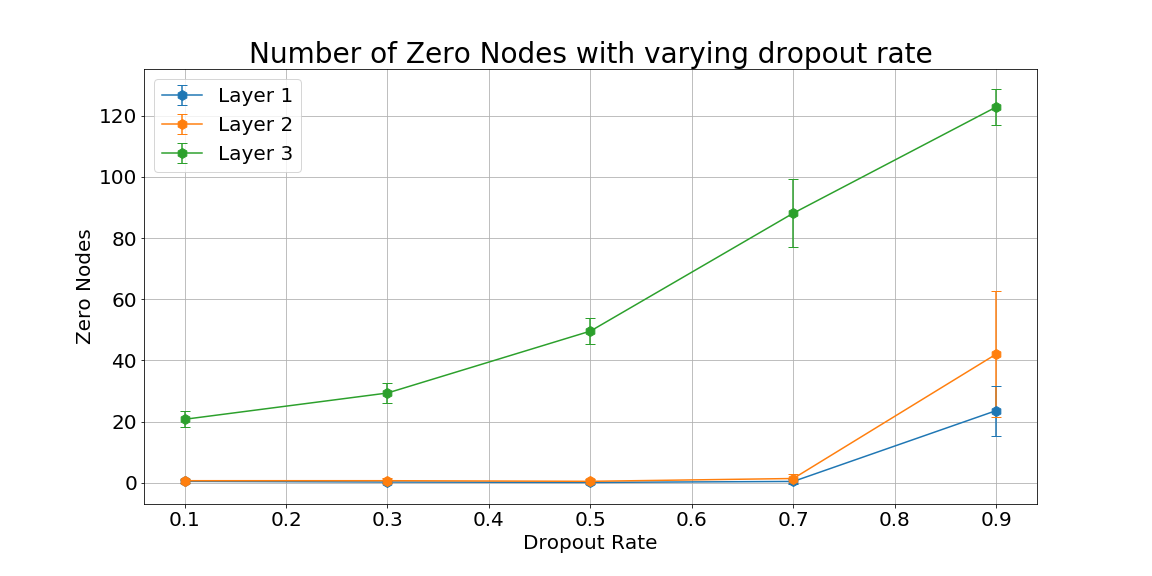 Number of Zero Nodes with varying dropout rate
Layer 1
Layer 2
Layer 3
120
100
80
60
40
20
0
Zero Nodes
0.1 0.2 0.3 0.4 0.5 0.6 0.7 0.8 0.9
Dropout Rate